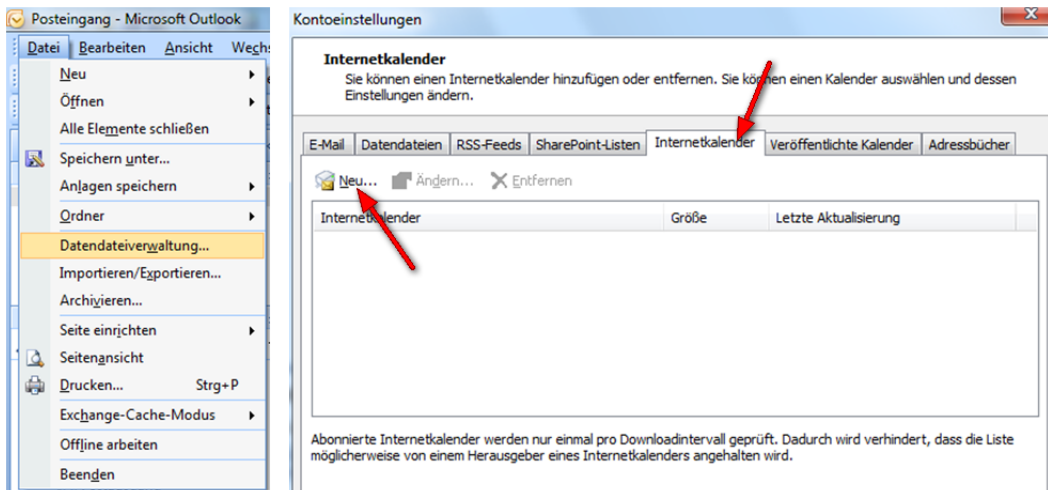 Posteingang - Microsoft Outlook
Datei Bearbeiten Ansicht
Neu
Öffnen
Alle Elemente schließen
Speichern unter...
Anlagen speichern
Ordner
Datendateiverwaltung...
Importieren/Exportieren...
Archivieren...
Seite einrichten
Seitenansicht
Drucken... Strg+P
Exchange-Cache-Modus
Offline arbeiten
Beenden
Kontoeinstellungen
Internetkalender
Sie können einen Internetkalender hinzufügen oder entfernen. Sie können einen Kalender auswählen und dessen
Einstellungen ändern.
E-Mail Datendateien RSS-Feeds SharePoint-Listen Internetkalender Veröffentlichte Kalender Adressbücher
Neu... Ändern... Entfernen
Internetkalender Größe Letzte Aktualisierung
Abonnierte Internetkalender werden nur einmal pro Downloadintervall geprüft. Dadurch wird verhindert, dass die Liste
möglicherweise von einem Herausgeber eines Internetkalenders angehalten wird.